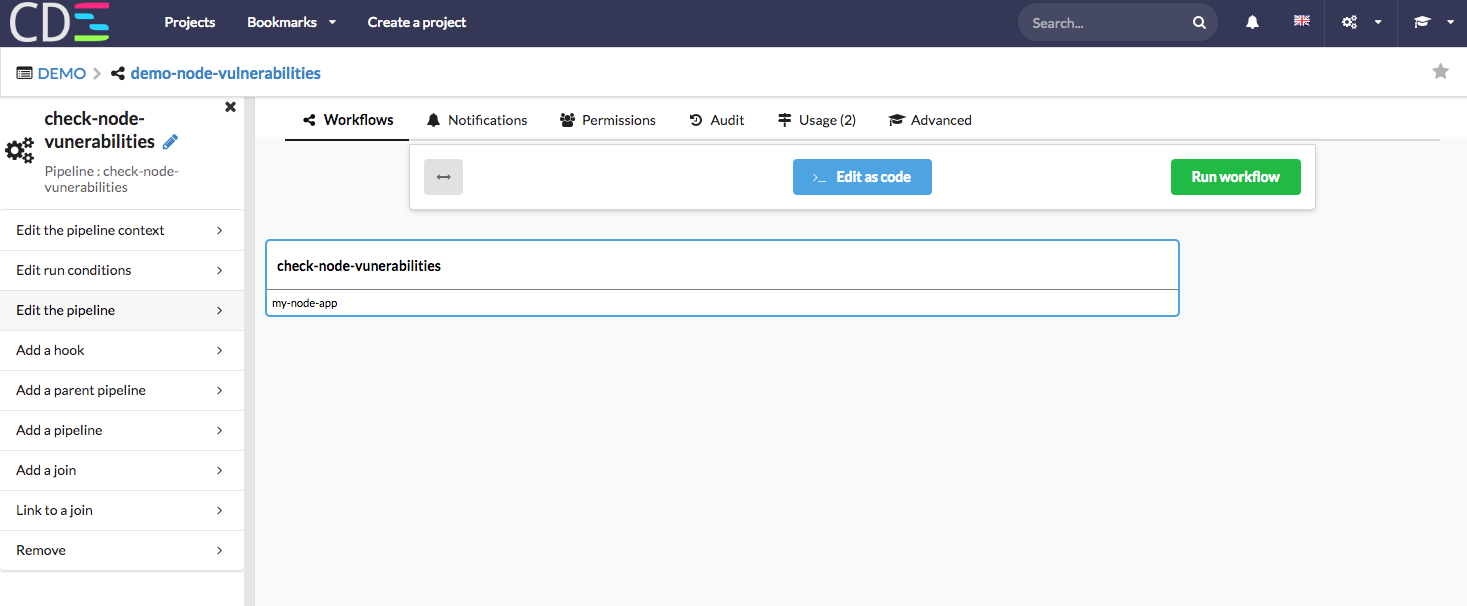 CDE
Projects
Bookmarks
Create a project
Search...
DEMO
demo-node-vulnerabilities
check-node-
vunerabilities
Pipeline : check-node-
vunerabilities
Edit the pipeline context
Edit run conditions
Edit the pipeline
Add a hook
Add a parent pipeline
Add a pipeline
Add a join
Link to a join
Remove
Workflows
Notifications
Permissions
Audit
Usage (2)
Advanced
>_ Edit as code
Run workflow
check-node-vunerabilities
my-node-app